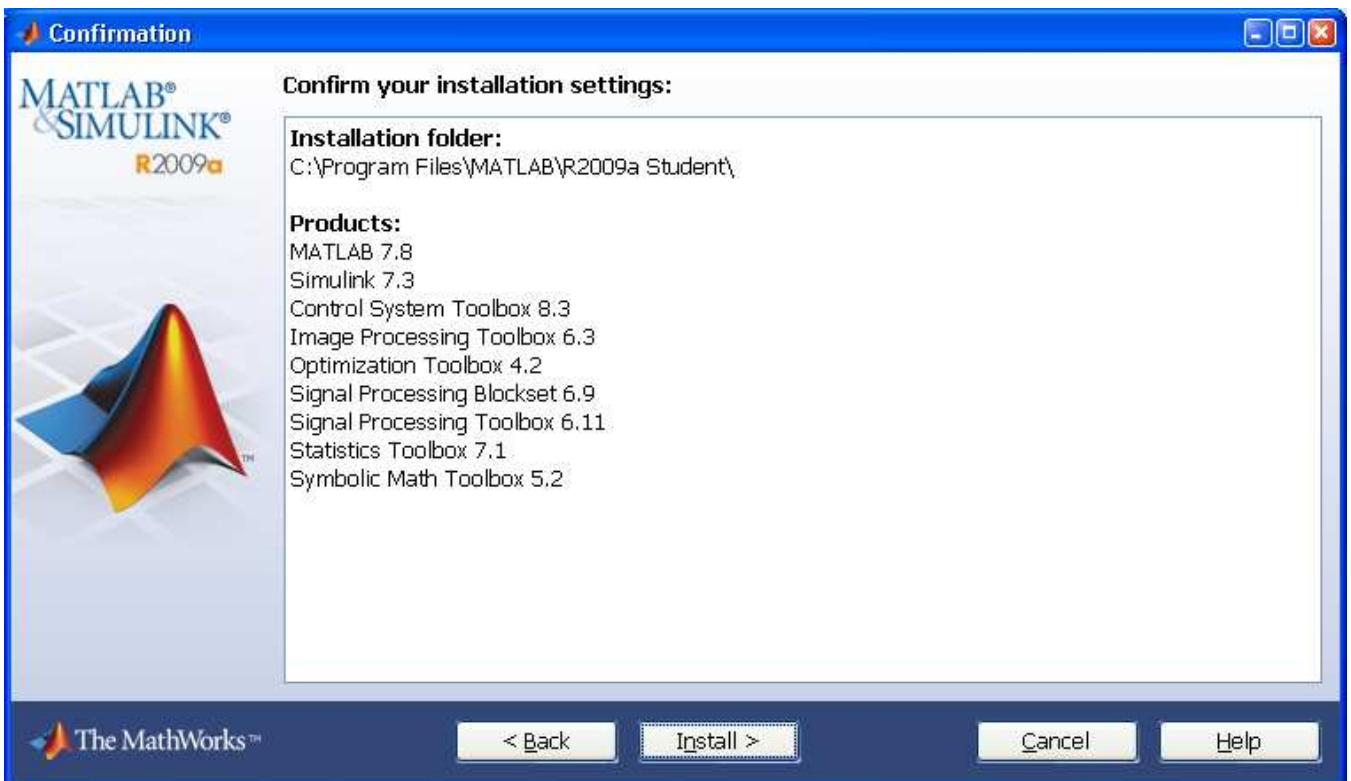 Confirmation
MATLAB®
&SIMULINK®
R2009a
Confirm your installation settings:
Installation folder:
C:\Program Files\MATLAB\R2009a Student\
Products:
MATLAB 7.8
Simulink 7.3
Control System Toolbox 8.3
Image Processing Toolbox 6.3
Optimization Toolbox 4.2
Signal Processing Blockset 6.9
Signal Processing Toolbox 6.11
Statistics Toolbox 7.1
Symbolic Math Toolbox 5.2
TM
The MathWorks™
< Back
Install >
Cancel
Help